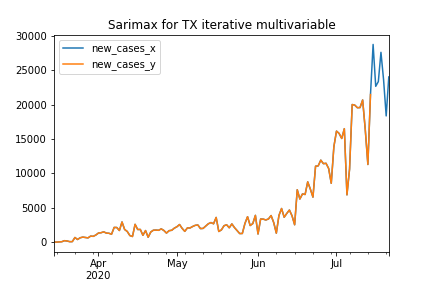 Sarimax for TX iterative multivariable
new_cases_x
new_cases_y
30000
25000
20000
15000
10000
5000
0
Apr
2020
May
Jun
Jul